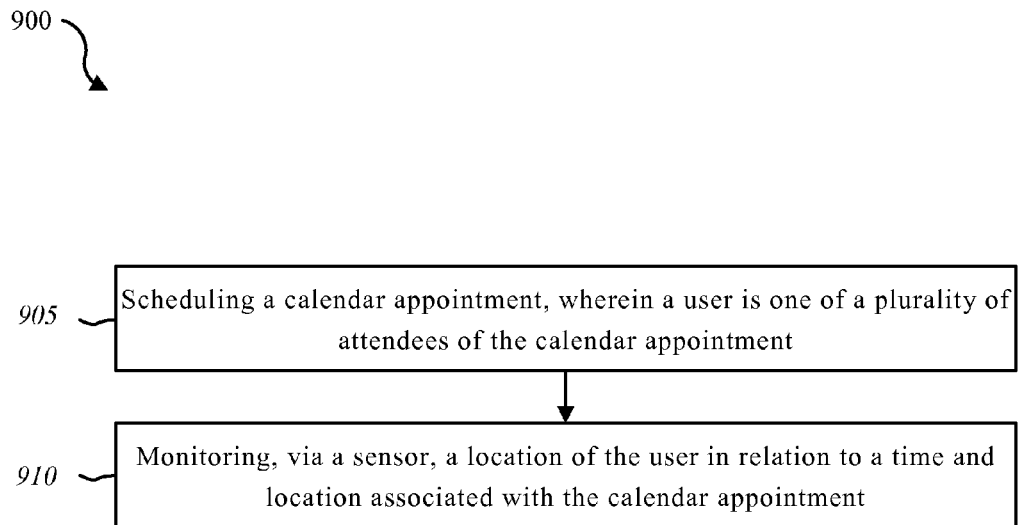 900
905
Scheduling a calendar appointment, wherein a user is one of a plurality of
attendees of the calendar appointment
910
Monitoring, via a sensor, a location of the user in relation to a time and
location associated with the calendar appointment